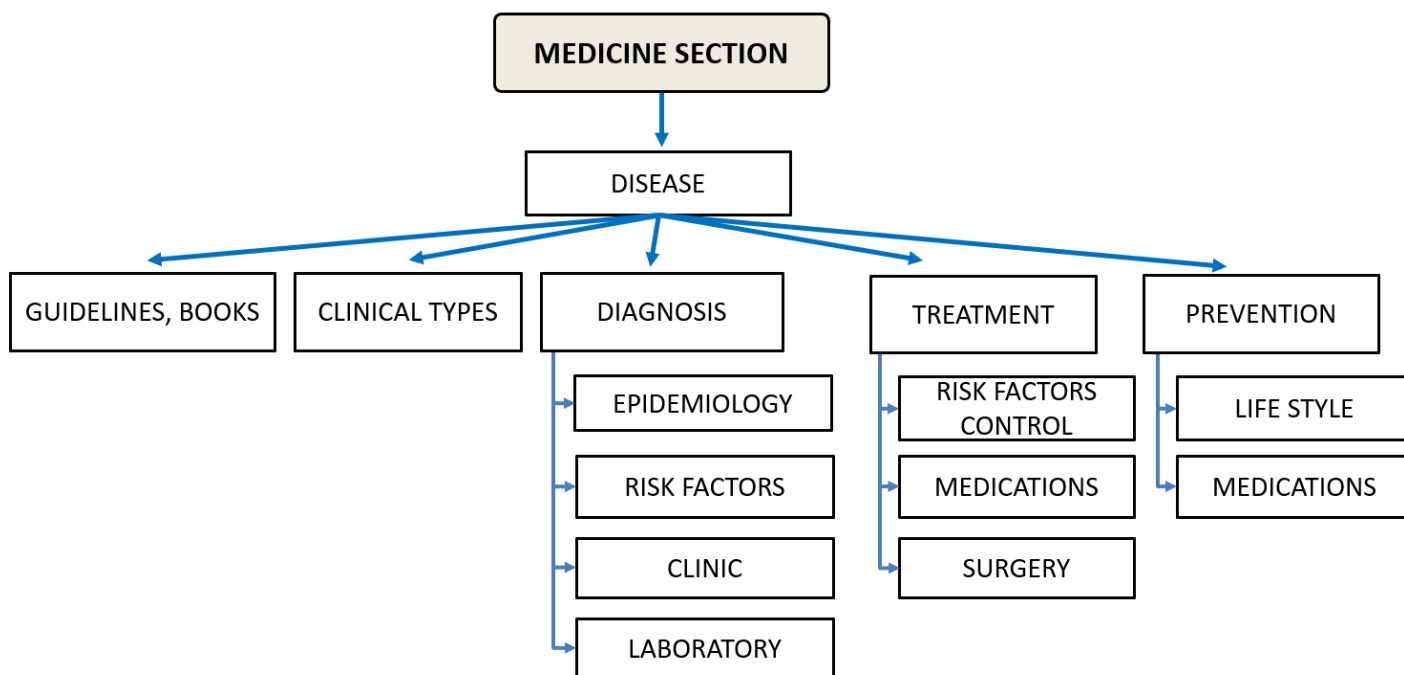 MEDICINE SECTION
DISEASE
GUIDELINES, BOOKS
CLINICAL TYPES
DIAGNOSIS
TREATMENT
PREVENTION
EPIDEMIOLOGY
RISK FACTORS
CLINIC
LABORATORY
RISK FACTORS
CONTROL
MEDICATIONS
SURGERY
LIFE STYLE
MEDICATIONS